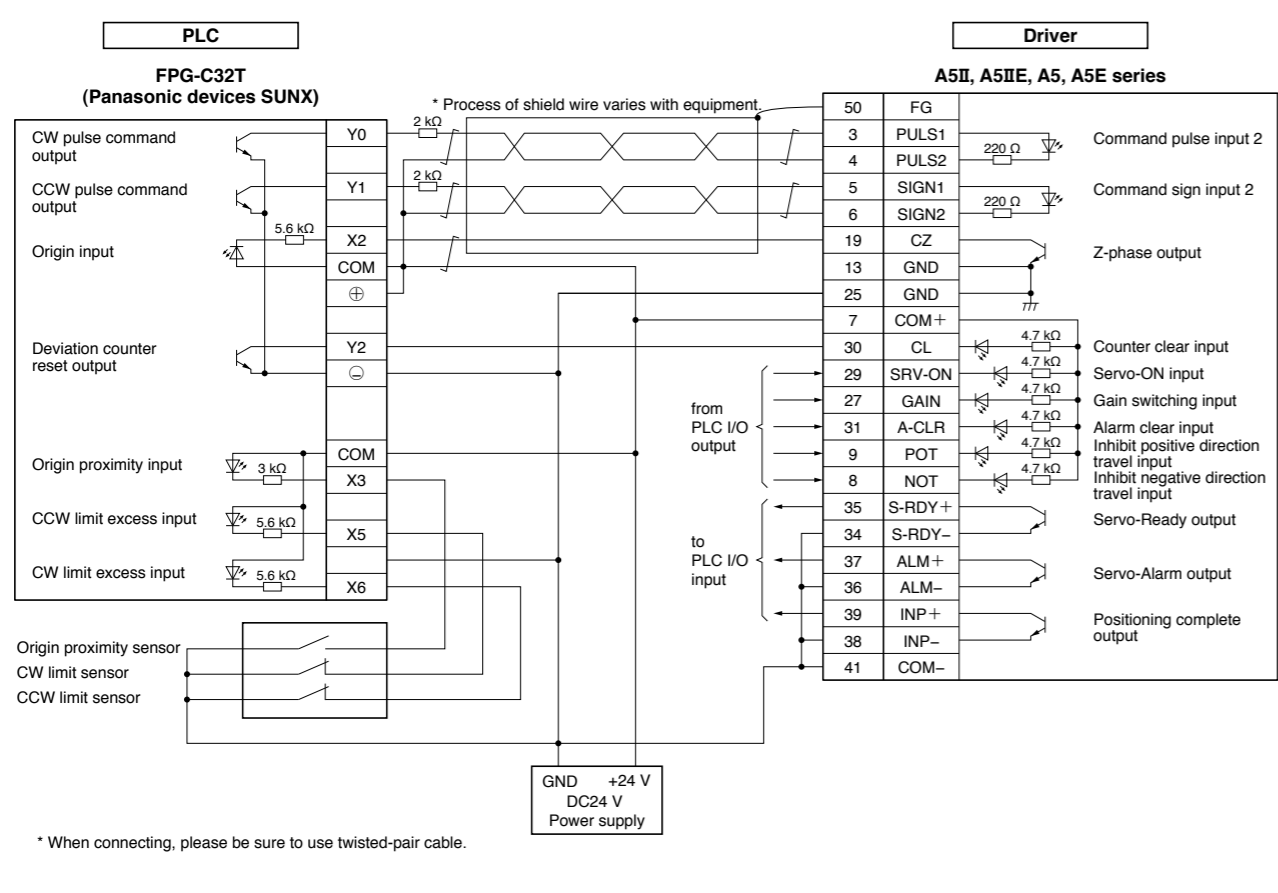 PLC
Driver
FPG-C32T
(Panasonic devices SUNX)
A5Ⅱ, A5ⅡE, A5, A5E series
* Process of shield wire varies with equipment.
CW pulse command
output
CCW pulse command
output
Origin input
5.6 kΩ
Deviation counter
reset output
Origin proximity input
3 kΩ
CCW limit excess input
5.6 kΩ
CW limit excess input
5.6 kΩ
Y0
Y1
X2
COM
⊕
Y2
⊖
COM
X3
X5
X6
2 kΩ
2 kΩ
from
PLC I/O
output
to
PLC I/O
input
50 FG
3 PULS1
4 PULS2
5 SIGN1
6 SIGN2
19 CZ
13 GND
25 GND
7 COM+
30 CL
29 SRV-ON
27 GAIN
31 A-CLR
9 POT
8 NOT
35 S-RDY+
34 S-RDY−
37 ALM+
36 ALM−
39 INP+
38 INP−
41 COM−
220 Ω
220 Ω
4.7 kΩ
4.7 kΩ
4.7 kΩ
4.7 kΩ
4.7 kΩ
4.7 kΩ
Command pulse input 2
Command sign input 2
Z-phase output
Counter clear input
Servo-ON input
Gain switching input
Alarm clear input
Inhibit positive direction
travel input
Inhibit negative direction
travel input
Servo-Ready output
Servo-Alarm output
Positioning complete
output
Origin proximity sensor
CW limit sensor
CCW limit sensor
GND +24 V
DC24 V
Power supply
* When connecting, please be sure to use twisted-pair cable.